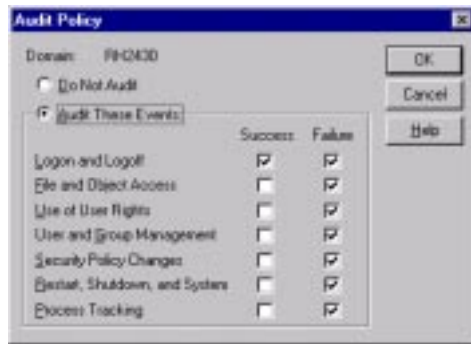 Audit Policy
Domain: RH2430
OK
Do Not Audit
Cancel
Audit These Events:
Help
Success Failure
Logon and Logoff
File and Object Access
Use of User Rights
User and Group Management
Security Policy Changes
Restart, Shutdown, and System
Process Tracking